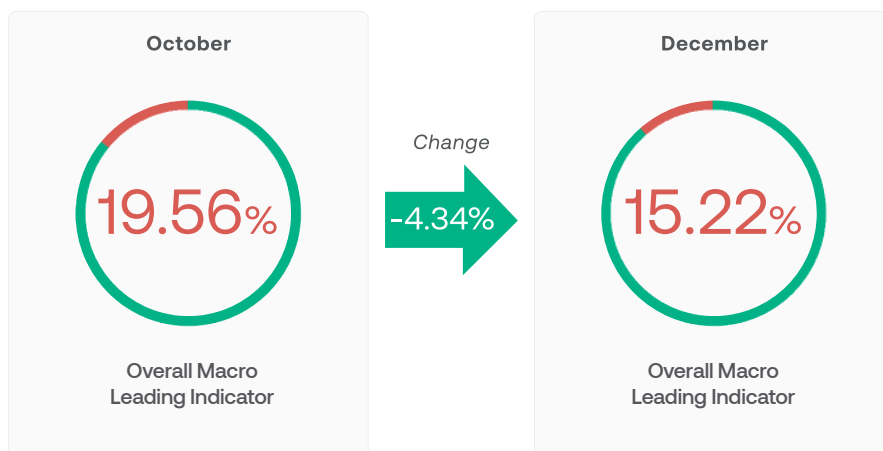 October
19.56%
Overall Macro
Leading Indicator
Change
-4.34%
December
15.22%
Overall Macro
Leading Indicator